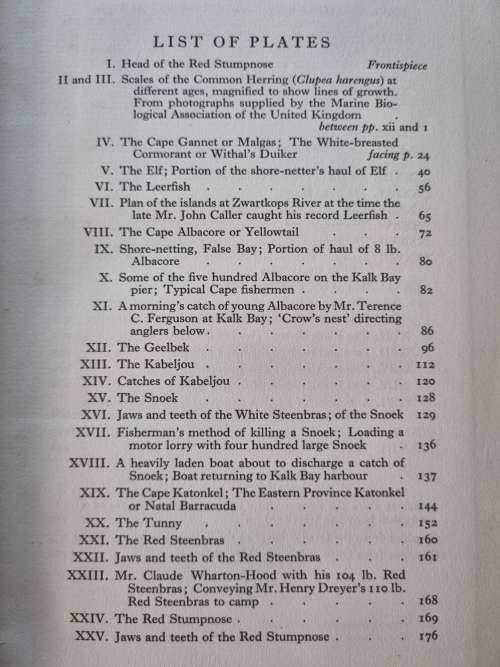 LIST OF PLATES
I. Head of the Red Stumpnose Frontispiece
II and III. Scales of the Common Herring (Clupea harengus) at
different ages, magnified to show lines of growth.
From photographs supplied by the Marine Bio-
logical Association of the United Kingdom .
between pp. xii and 1
IV. The Cape Gannet or Malgas; The White-breasted
Cormorant or Withal's Duiker facing p. 24
V. The Elf; Portion of the shore-netter's haul of Elf . 40
VI. The Leerfish . . . . . . 56
VII. Plan of the islands at Zwartkops River at the time the
late Mr. John Caller caught his record Leerfish . 65
VIII. The Cape Albacore or Yellowtail . . . 72
IX. Shore-netting, False Bay; Portion of haul of 8 lb.
Albacore . . . . . . 80
X. Some of the five hundred Albacore on the Kalk Bay
pier; Typical Cape fishermen . . . . 82
XI. A morning's catch of young Albacore by Mr. Terence
C. Ferguson at Kalk Bay; 'Crow's nest' directing
anglers below . . . . . . 86
XII. The Geelbek . . . . . . 96
XIII. The Kabeljou . . . . . . 112
XIV. Catches of Kabeljou . . . . . 120
XV. The Snoek . . . . . . 128
XVI. Jaws and teeth of the White Steenbras; of the Snoek 129
XVII. Fisherman's method of killing a Snoek; Loading a
motor lorry with four hundred large Snoek . 136
XVIII. A heavily laden boat about to discharge a catch of
Snoek; Boat returning to Kalk Bay harbour . 137
XIX. The Cape Katonkel; The Eastern Province Katonkel
or Natal Barracuda . . . . . 144
XX. The Tunny . . . . . . 152
XXI. The Red Steenbras . . . . . 160
XXII. Jaws and teeth of the Red Steenbras . . . 161
XXIII. Mr. Claude Wharton-Hood with his 104 lb. Red
Steenbras; Conveying Mr. Henry Dreyer's 110 lb.
Red Steenbras to camp . . . . . 168
XXIV. The Red Stumpnose . . . . . 169
XXV. Jaws and teeth of the Red Stumpnose . . . 176